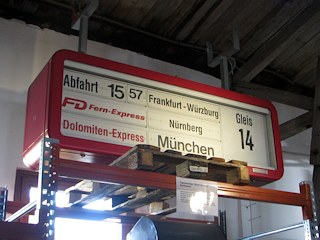 Abfahrt 15 57 Frankfurt-Würzburg Gleis
FD Fern-Express Nürnberg 14
Dolomiten-Express München